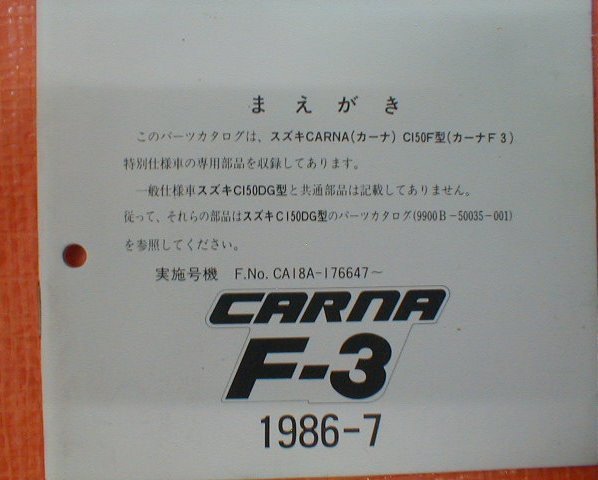 まえがき
このパーツカタログは、スズキCARNA(カーナ) CI50F型(カーナF3)
特別仕様車の専用部品を収録してあります。
一般仕様車スズキCI50DG型と共通部品は記載してありません。
従って、それらの部品はスズキCI50DG型のパーツカタログ(9900B-50035-001)
を参照してください。
実施号機 F.No. CA18A-176647～
CARNA
F-3
1986-7